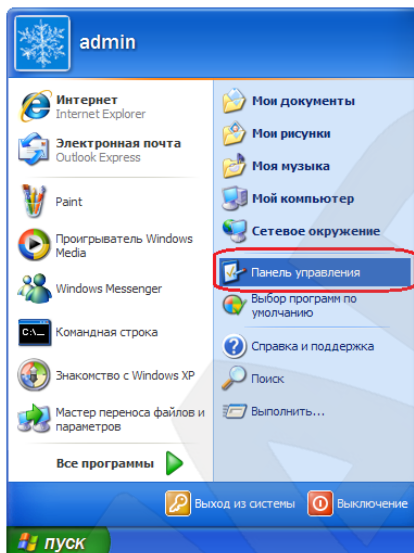 admin
Интернет
Internet Explorer
Электронная почта
Outlook Express
Paint
Проигрыватель Windows
Media
Windows Messenger
C:\_
Командная строка
Знакомство с Windows XP
Мастер переноса файлов и
параметров
Все программы
Мои документы
Мои рисунки
Моя музыка
Мой компьютер
Сетевое окружение
Панель управления
Выбор программ по
умолчанию
Справка и поддержка
Поиск
Выполнить...
Выход из системы
Выключение
пуск